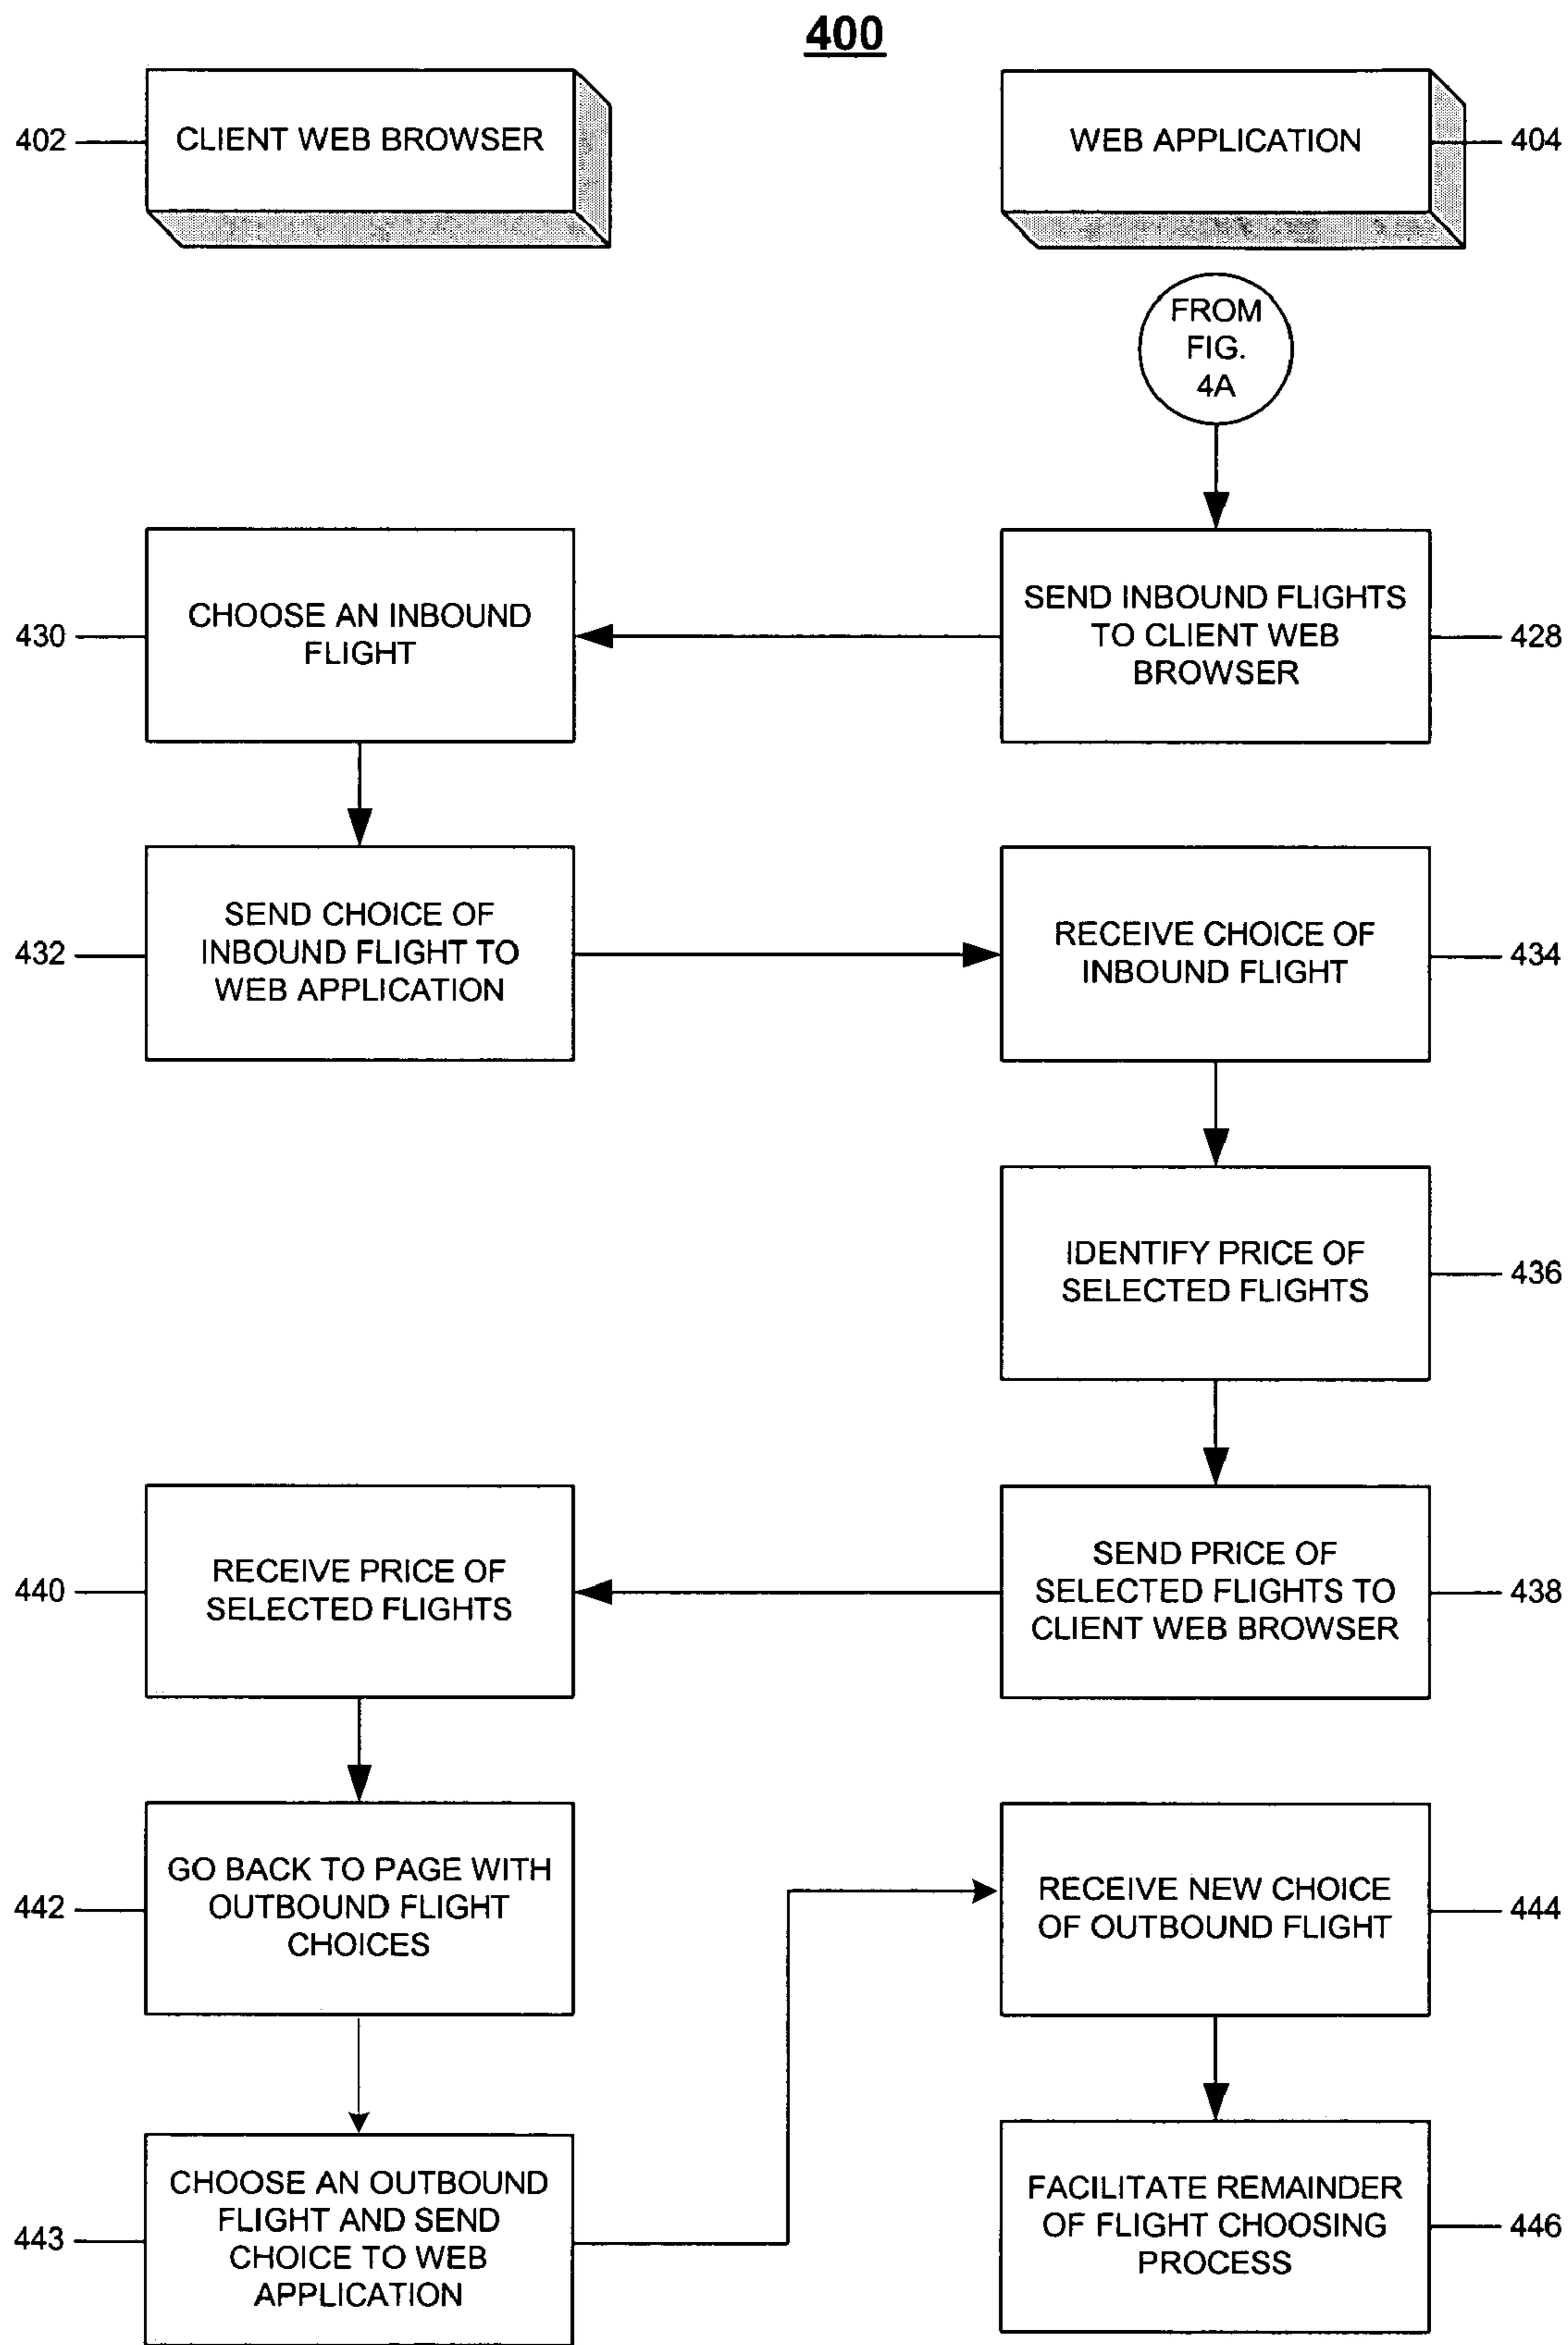 400
402
CLIENT WEB BROWSER
WEB APPLICATION
404
FROM
FIG.
4A
430
CHOOSE AN INBOUND
FLIGHT
SEND INBOUND FLIGHTS
TO CLIENT WEB
BROWSER
428
432
SEND CHOICE OF
INBOUND FLIGHT TO
WEB APPLICATION
RECEIVE CHOICE OF
INBOUND FLIGHT
434
IDENTIFY PRICE OF
SELECTED FLIGHTS
436
440
RECEIVE PRICE OF
SELECTED FLIGHTS
SEND PRICE OF
SELECTED FLIGHTS TO
CLIENT WEB BROWSER
438
442
GO BACK TO PAGE WITH
OUTBOUND FLIGHT
CHOICES
RECEIVE NEW CHOICE
OF OUTBOUND FLIGHT
444
443
CHOOSE AN OUTBOUND
FLIGHT AND SEND
CHOICE TO WEB
APPLICATION
FACILITATE REMAINDER
OF FLIGHT CHOOSING
PROCESS
446